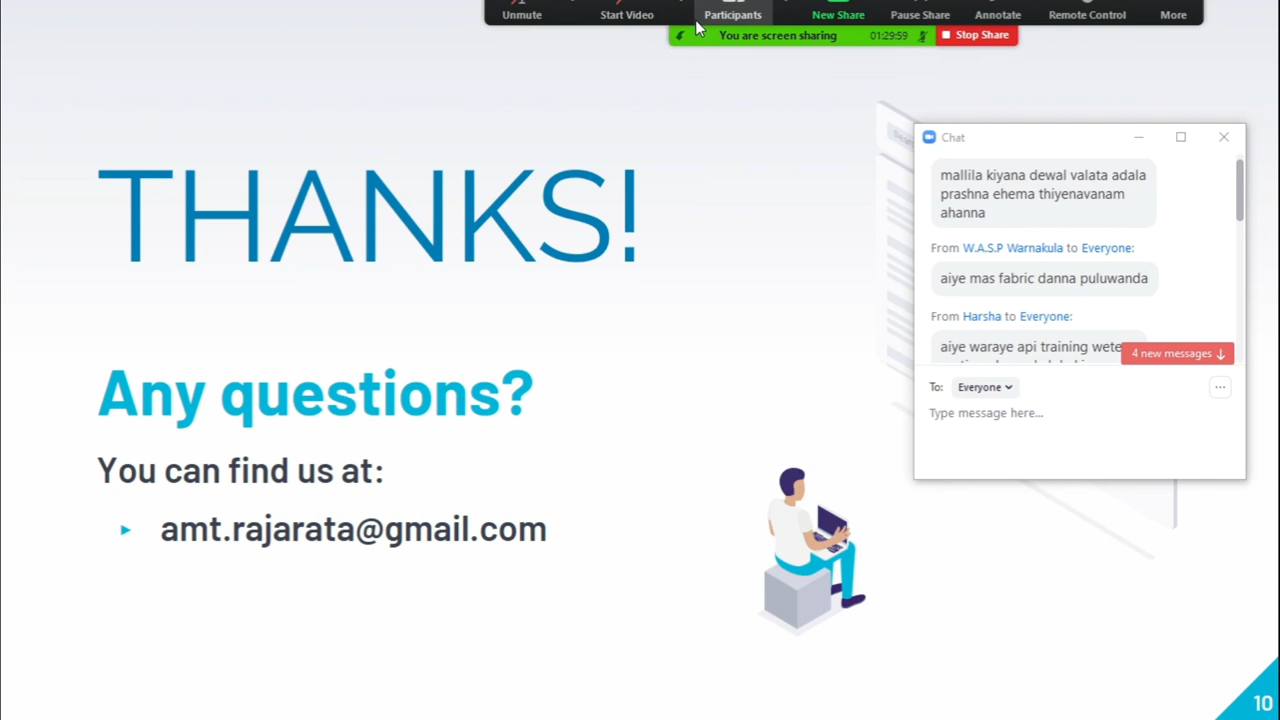 Unmute
Start Video
Participants
New Share
Pause Share
Annotate
Remote Control
More
You are screen sharing
01:29:59
Stop Share
THANKS!
Any questions?
You can find us at:
amt.rajarata@gmail.com
Chat
mallila kiyana dewal valata adala
prashna ehema thiyenavanam
ahanna
From W.A.S.P Warnakula to Everyone:
aiye mas fabric danna puluwanda
From Harsha to Everyone:
aiye waraye api training wete
4 new messages
To: Everyone
Type message here...
10